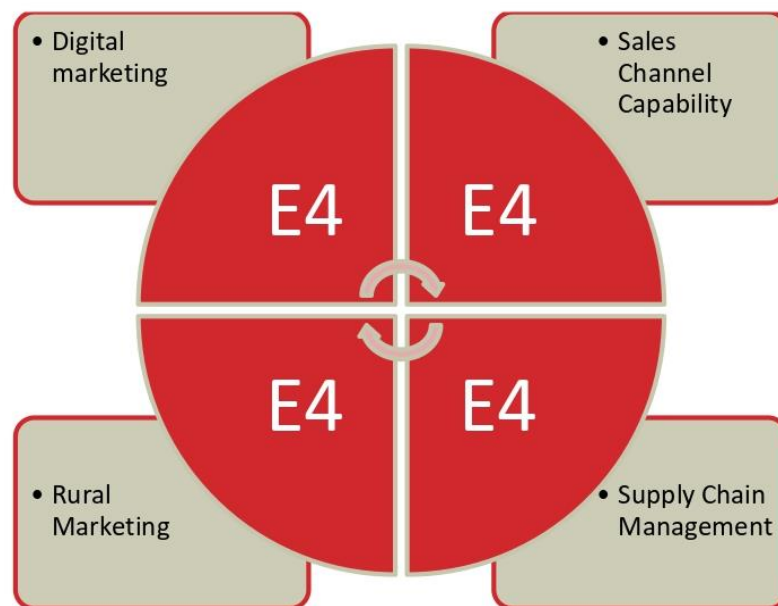 • Digital
marketing
• Sales
Channel
Capability
E4
E4
E4
E4
• Rural
Marketing
• Supply Chain
Management